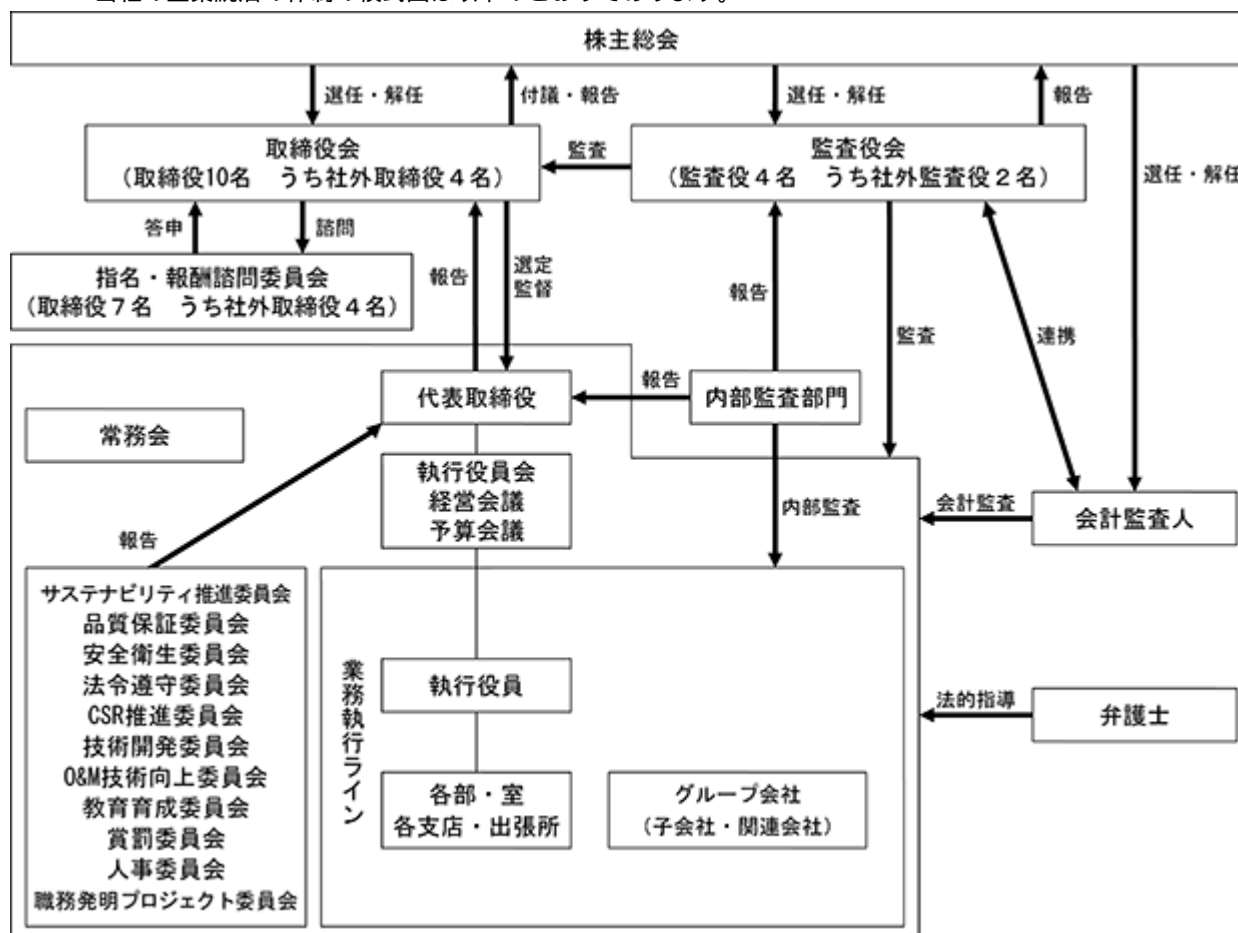 株主総会
選任・解任
付議・報告
選任・解任
報告
選任・解任
取締役会
(取締役10名 うち社外取締役4名)
監査
監査役会
(監査役4名 うち社外監査役2名)
答申
諮問
指名・報酬諮問委員会
(取締役7名 うち社外取締役4名)
報告
選定
監督
報告
監査
連携
代表取締役
報告
内部監査部門
常務会
執行役員会
経営会議
予算会議
内部監査
会計監査
会計監査人
報告
サステナビリティ推進委員会
品質保証委員会
安全衛生委員会
法令遵守委員会
CSR推進委員会
技術開発委員会
O&M技術向上委員会
教育育成委員会
賞罰委員会
人事委員会
職務発明プロジェクト委員会
業務執行ライン
執行役員
各部・室
各支店・出張所
グループ会社
(子会社・関連会社)
法的指導
弁護士